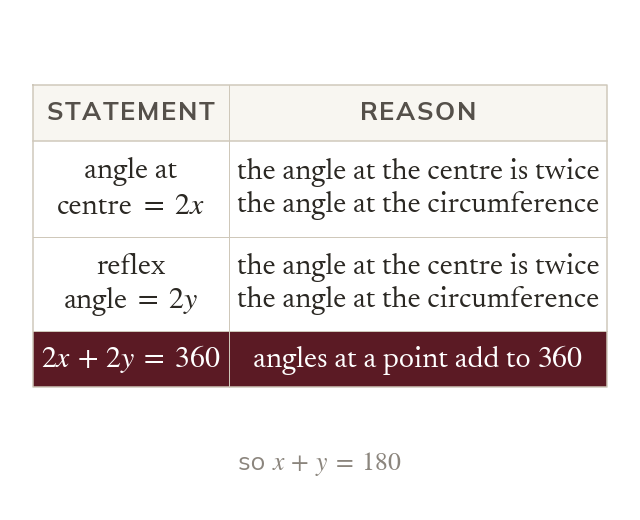 STATEMENT REASON
angle at
centre = 2x
the angle at the centre is twice
the angle at the circumference
reflex
angle = 2y
the angle at the centre is twice
the angle at the circumference
2x + 2y = 360 angles at a point add to 360
so x + y = 180